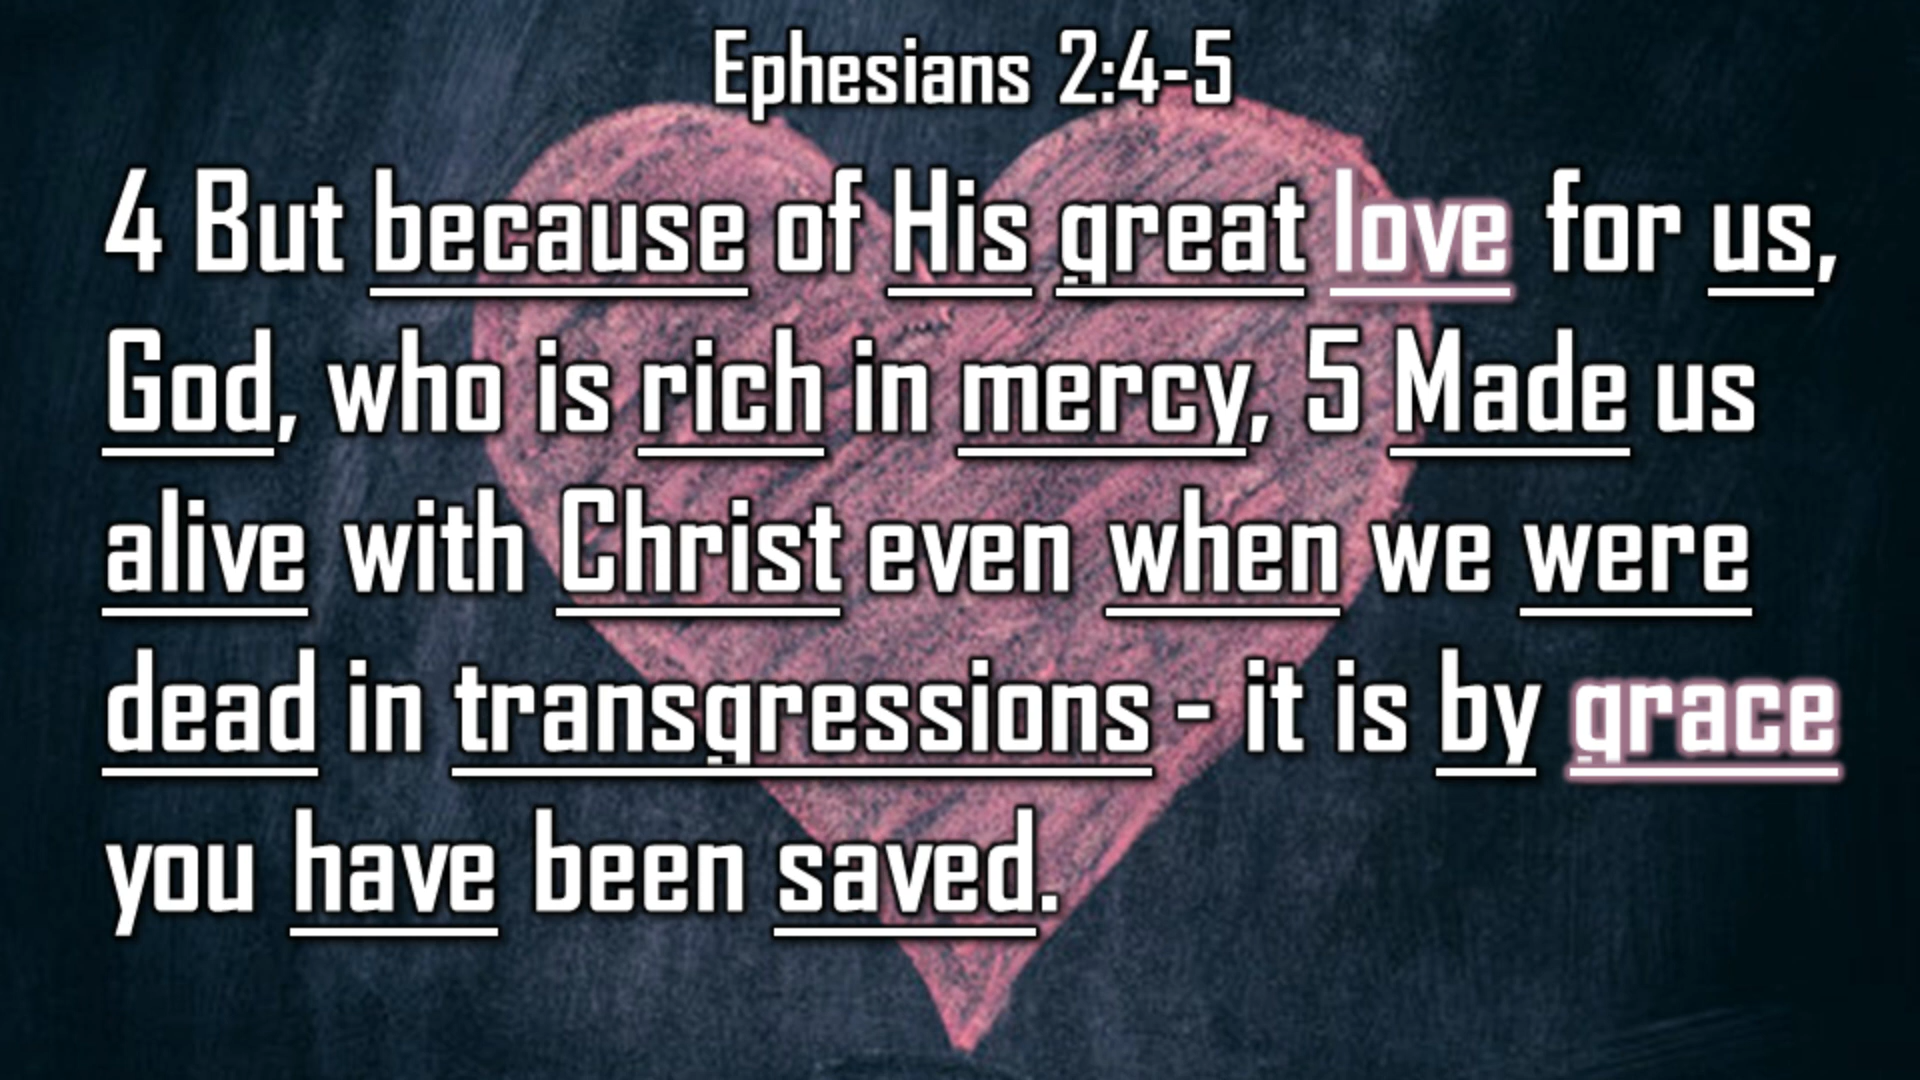 Ephesians 2:4-5
4 But because of His great love for us,
God, who is rich in mercy, 5 Made us
alive with Christ even when we were
dead in transgressions - it is by grace
you have been saved.